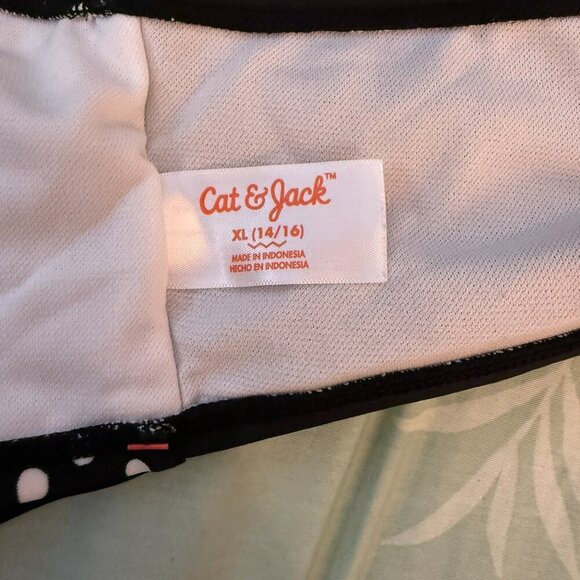 Cat & Jack™
XL (14/16)
MADE IN INDONESIA
HECHO EN INDONESIA